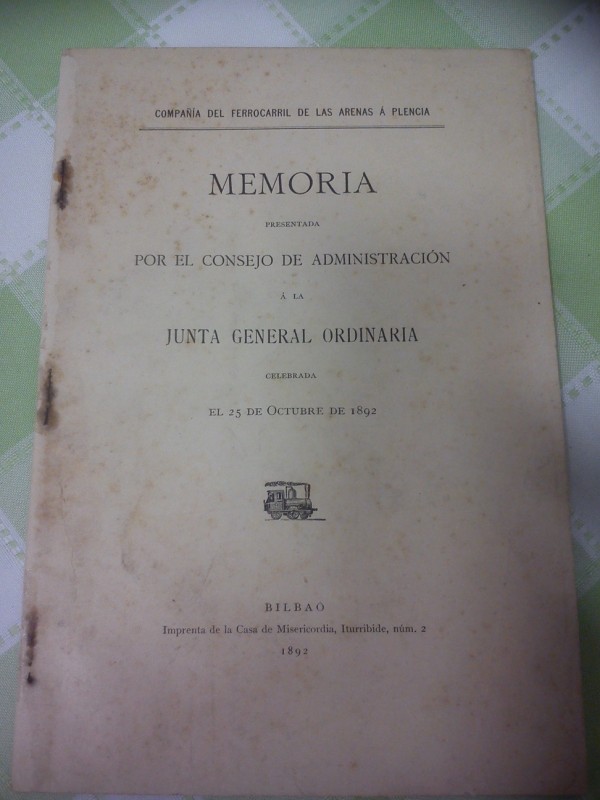 COMPAÑÍA DEL FERROCARRIL DE LAS ARENAS Á PLENCIA
MEMORIA
PRESENTADA
POR EL CONSEJO DE ADMINISTRACIÓN
Á LA
JUNTA GENERAL ORDINARIA
CELEBRADA
EL 25 DE OCTUBRE DE 1892
BILBAO
Imprenta de la Casa de Misericordia, Iturribide, núm. 2
1892